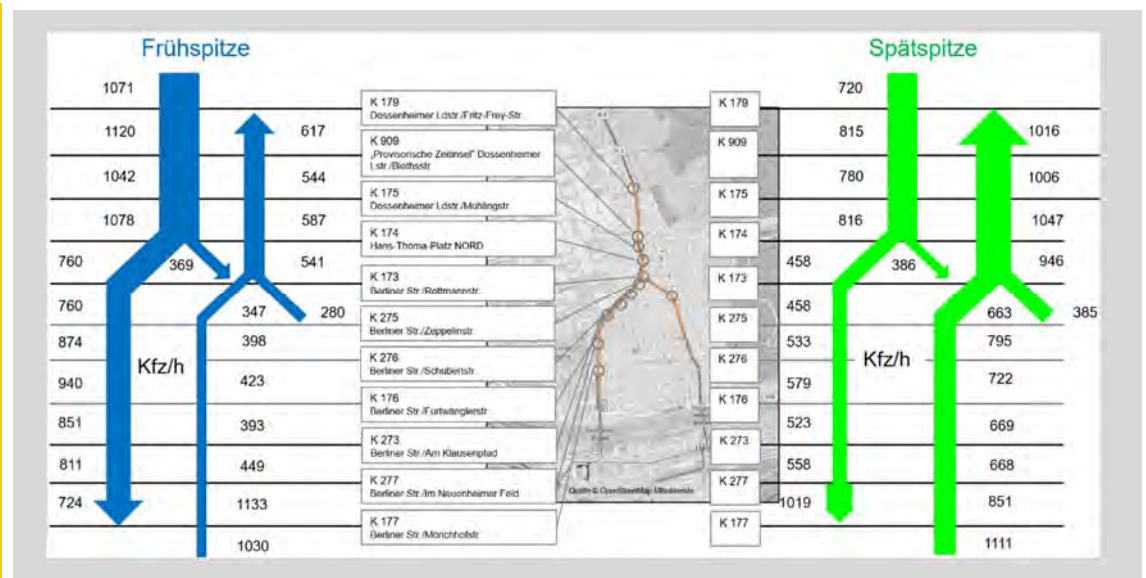 Frühspitze
Spätspitze
1071
1120
1042
1078
760
760
874
940
851
811
724
369
Kfz/h
617
544
587
541
347
280
398
423
393
449
1133
1030
K 179
Dossenheimer Ldstr./Fritz-Frey-Str.
K 909
„Provisorische Zeitinsel" Dossenheimer
Lstr./Biethsstr.
K 175
Dossenheimer Ldstr./Mühlingstr.
K 174
Hans-Thoma-Platz NORD
K 173
Berliner Str./Rottmannstr.
K 275
Berliner Str./Zeppelinstr.
K 276
Berliner Str./Schubertstr.
K 176
Berliner Str./Furtwänglerstr.
K 273
Berliner Str./Am Klausenpfad
K 277
Berliner Str./Im Neuenheimer Feld
K 177
Berliner Str./Mönchhofstr.
Quelle © OpenStreetMap Mitwirkende
K 179
K 909
K 175
K 174
K 173
K 275
K 276
K 176
K 273
K 277
K 177
720
815
780
816
458
458
533
579
523
558
1019
386
Kfz/h
1016
1006
1047
946
663
385
795
722
669
668
851
1111